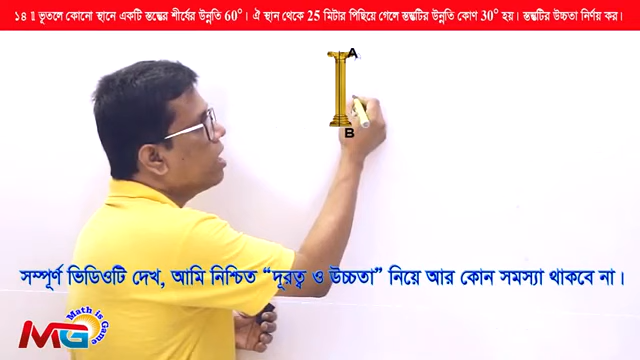 ১৪ ॥ ভূতলে কোনো স্থানে একটি স্তম্ভের শীর্ষের উন্নতি 60°। ঐ স্থান থেকে 25 মিটার পিছিয়ে গেলে স্তম্ভটির উন্নতি কোণ 30° হয়। স্তম্ভটির উচ্চতা নির্ণয় কর।
A
B
সম্পূর্ণ ভিডিওটি দেখ, আমি নিশ্চিত “দূরত্ব ও উচ্চতা” নিয়ে আর কোন সমস্যা থাকবে না।
MG Math is Game